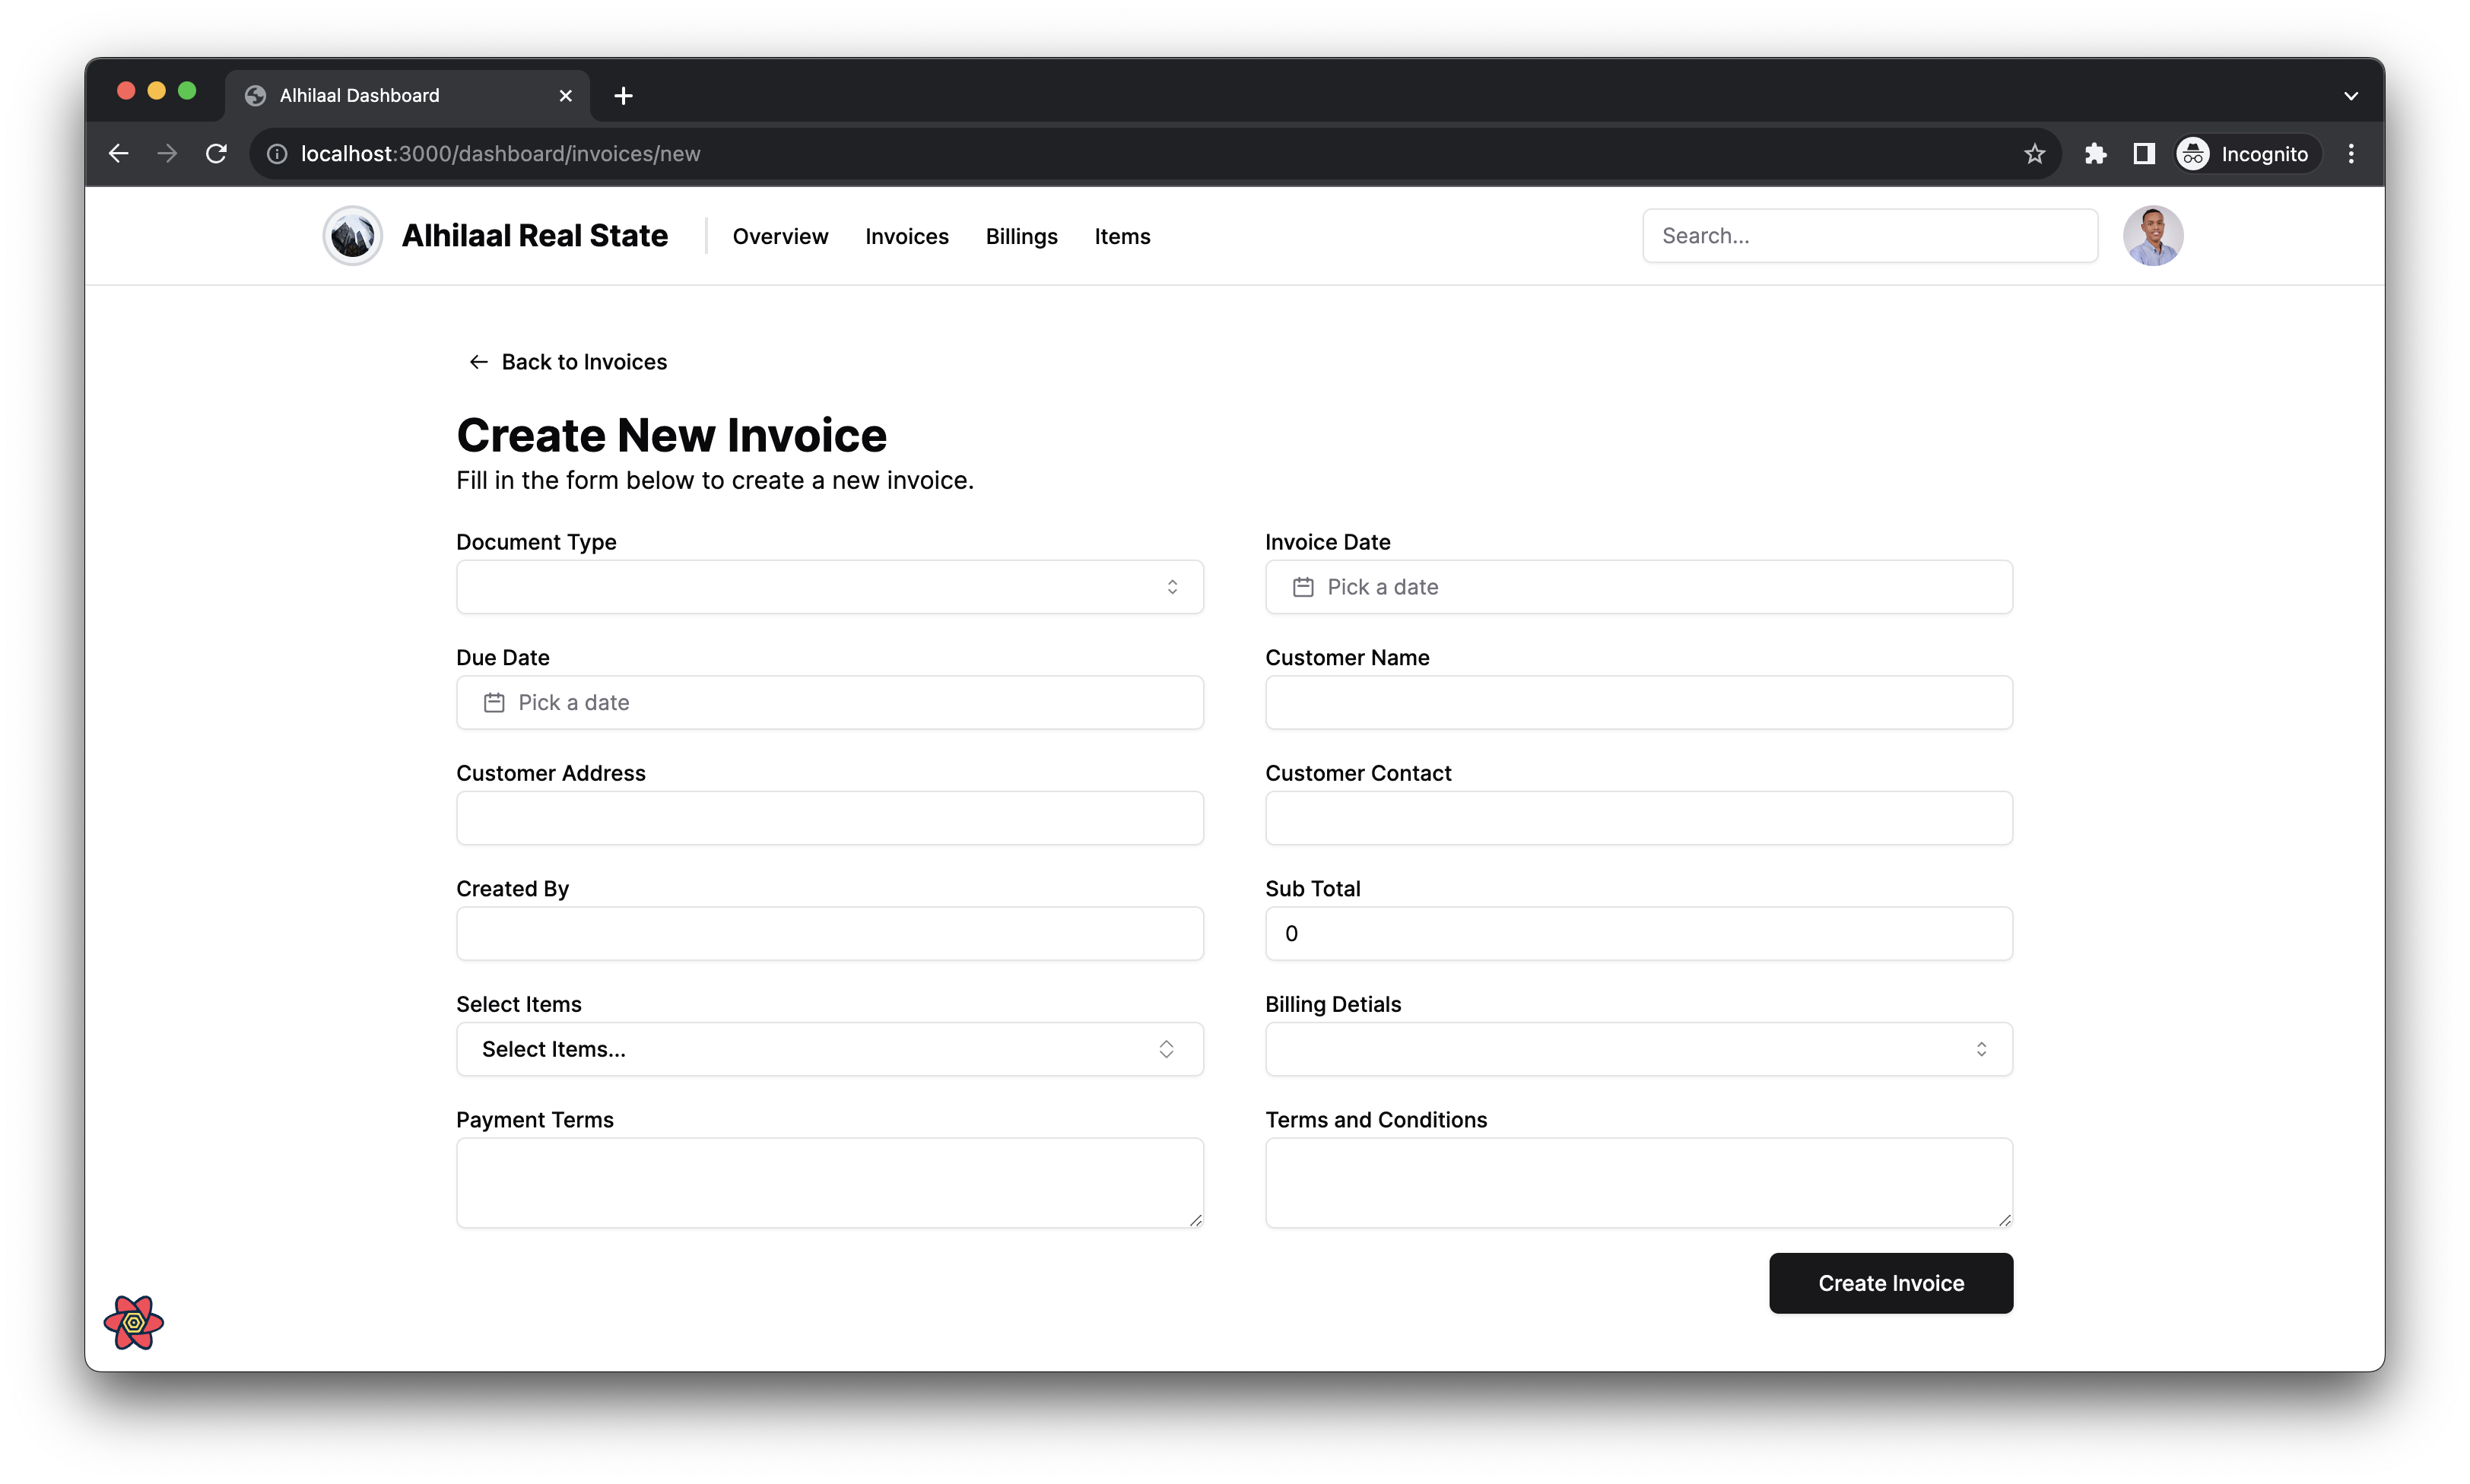 Alhilaal Dashboard
localhost:3000/dashboard/invoices/new
Incognito
Alhilaal Real State
Overview
Invoices
Billings
Items
Search...
Back to Invoices
Create New Invoice
Fill in the form below to create a new invoice.
Document Type
Invoice Date
Pick a date
Due Date
Customer Name
Pick a date
Customer Address
Customer Contact
Created By
Sub Total
0
Select Items
Billing Detials
Select Items...
Payment Terms
Terms and Conditions
Create Invoice